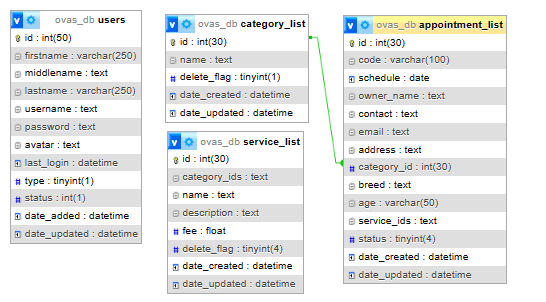 ovas_db users
id : int(50)
firstname : varchar(250)
middlename : text
lastname : varchar(250)
username : text
password : text
avatar : text
last_login : datetime
type : tinyint(1)
status : int(1)
date_added : datetime
date_updated : datetime
ovas_db category_list
id : int(30)
name : text
delete_flag : tinyint(1)
date_created : datetime
date_updated : datetime
ovas_db service_list
id : int(30)
category_ids : text
name : text
description : text
fee : float
delete_flag : tinyint(4)
date_created : datetime
date_updated : datetime
ovas_db appointment_list
id : int(30)
code : varchar(100)
schedule : date
owner_name : text
contact : text
email : text
address : text
category_id : int(30)
breed : text
age : varchar(50)
service_ids : text
status : tinyint(4)
date_created : datetime
date_updated : datetime